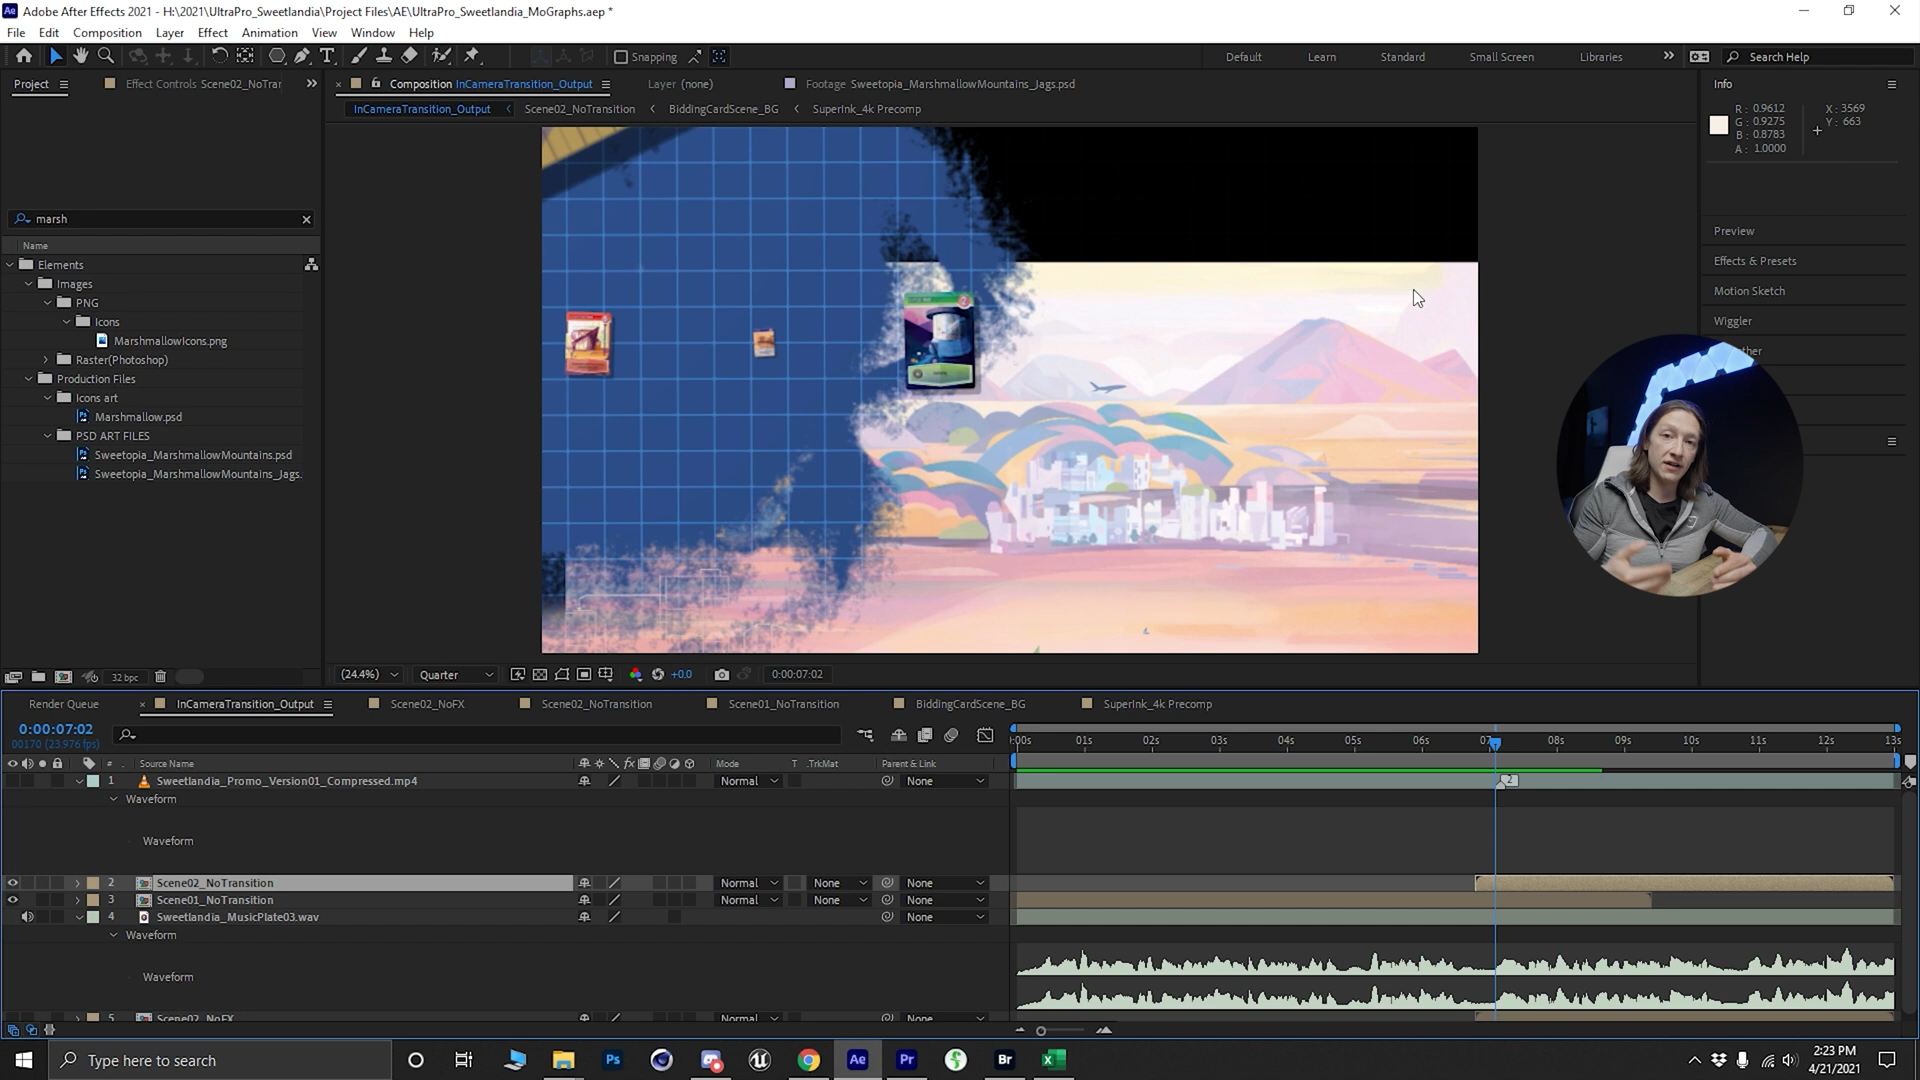 Adobe After Effects 2021 - H:\2021\UltraPro_Sweetlandia\Project Files\AE\UltraPro_Sweetlandia_MoGraphs.aep *
File Edit Composition Layer Effect Animation View Window Help
Snapping Default Learn Standard Small Screen Libraries Search Help
Project Effect Controls Scene02_NoTrar Composition InCameraTransition_Output Layer (none) Footage Sweetopia_MarshmallowMountains_Jags.psd Info
InCameraTransition_Output Scene02_NoTransition BiddingCardScene_BG SuperInk_4k Precomp
R: 0.9612 X: 3569
G: 0.9275 Y: 663
B: 0.8783
A: 1.0000
marsh
Name
Elements
Images
PNG
Icons
MarshmallowIcons.png
Raster(Photoshop)
Production Files
Icons art
Marshmallow.psd
PSD ART FILES
Sweetopia_MarshmallowMountains.psd
Sweetopia_MarshmallowMountains_Jags.
32 bpc
Preview
Effects & Presets
Motion Sketch
Wiggler
(24.4%) Quarter +0.0 0:00:07:02
Render Queue InCameraTransition_Output Scene02_NoFX Scene02_NoTransition Scene01_NoTransition BiddingCardScene_BG SuperInk_4k Precomp
0:00:07:02
00170 (23.976 fps)
:00s 01s 02s 03s 04s 05s 06s 07 08s 09s 10s 11s 12s 13s
# Source Name Mode T .TrkMat Parent & Link
1 Sweetlandia_Promo_Version01_Compressed.mp4 Normal None
2
Waveform
Waveform
2 Scene02_NoTransition Normal None None
3 Scene01_NoTransition Normal None None
4 Sweetlandia_MusicPlate03.wav None
Waveform
Waveform
5 Scene02_NoFX Normal None None
Type here to search
Ps Ae Pr Br
2:23 PM
4/21/2021